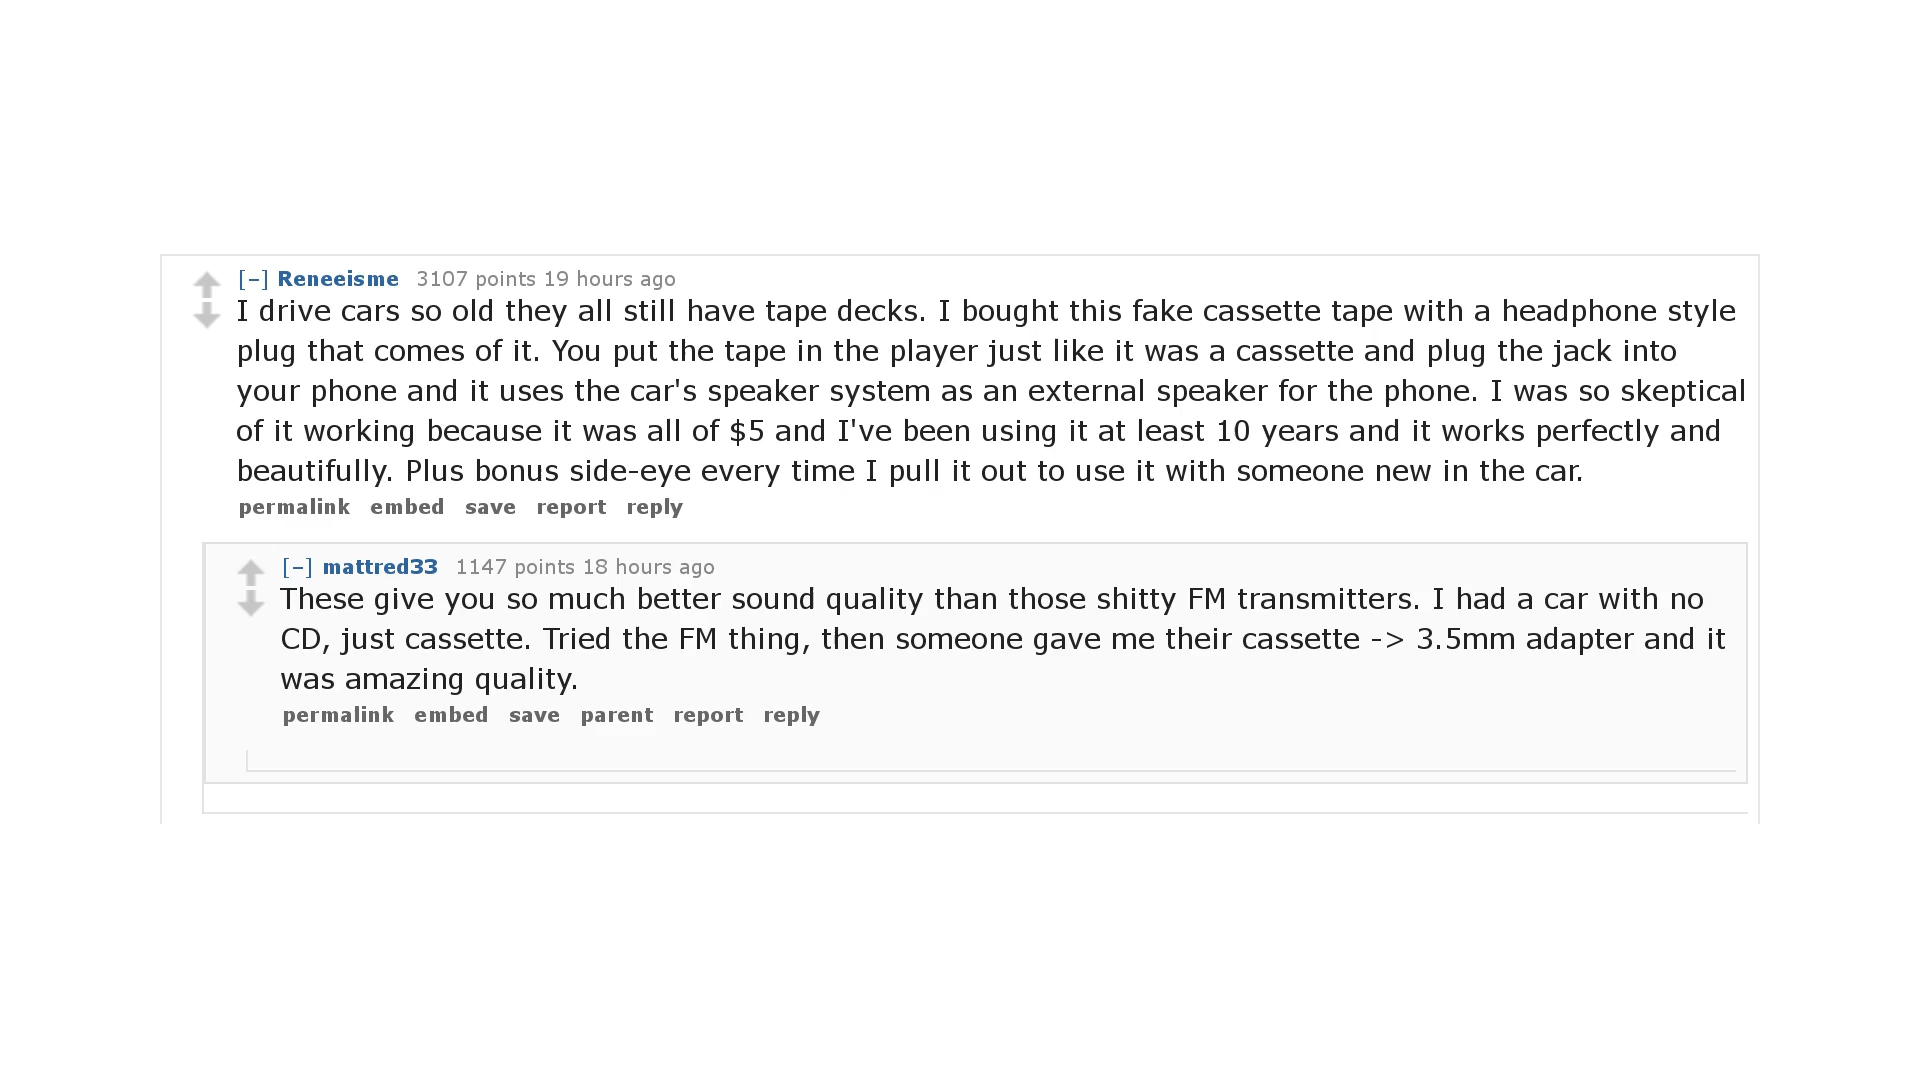 [–] Reneeisme 3107 points 19 hours ago
I drive cars so old they all still have tape decks. I bought this fake cassette tape with a headphone style
plug that comes of it. You put the tape in the player just like it was a cassette and plug the jack into
your phone and it uses the car's speaker system as an external speaker for the phone. I was so skeptical
of it working because it was all of $5 and I've been using it at least 10 years and it works perfectly and
beautifully. Plus bonus side-eye every time I pull it out to use it with someone new in the car.
permalink embed save report reply
[–] mattred33 1147 points 18 hours ago
These give you so much better sound quality than those shitty FM transmitters. I had a car with no
CD, just cassette. Tried the FM thing, then someone gave me their cassette -> 3.5mm adapter and it
was amazing quality.
permalink embed save parent report reply